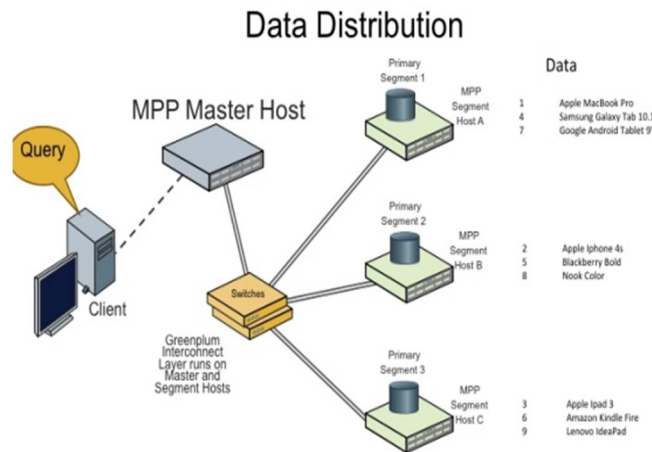 Data Distribution
Query
Client
MPP Master Host
Switches
Greenplum
Interconnect
Layer runs on
Master and
Segment Hosts
Primary
Segment 1
MPP
Segment
Host A
Primary
Segment 2
MPP
Segment
Host B
Primary
Segment 3
MPP
Segment
Host C
Data
1 Apple MacBook Pro
4 Samsung Galaxy Tab 10.1
7 Google Android Tablet 9"
2 Apple Iphone 4s
5 Blackberry Bold
8 Nook Color
3 Apple Ipad 3
6 Amazon Kindle Fire
9 Lenovo IdeaPad